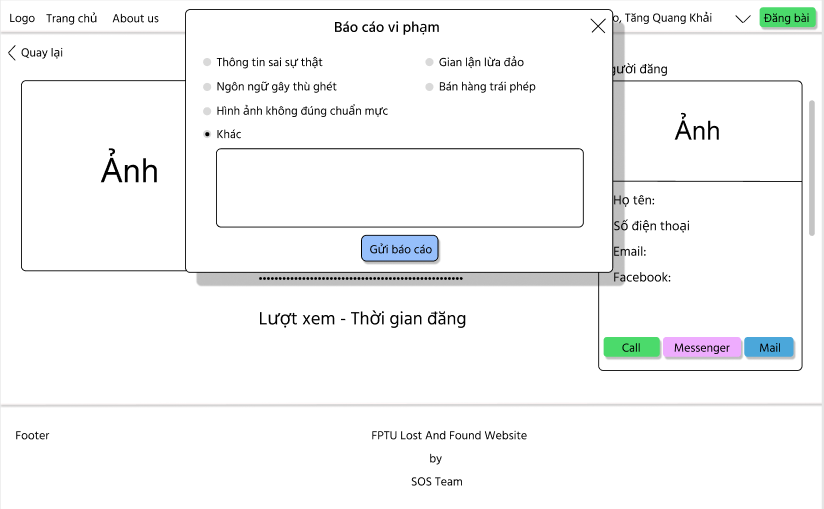 Logo Trang chủ About us
Báo cáo vi phạm
o, Tăng Quang Khải
Đăng bài
Quay lại
Thông tin sai sự thật
Gian lận lừa đảo
Ngôn ngữ gây thù ghét
Bán hàng trái phép
Hình ảnh không đúng chuẩn mực
Khác
Gửi báo cáo
Ảnh
gười đăng
Ảnh
Họ tên:
Số điện thoại
Email:
Facebook:
Call Messenger Mail
Lượt xem - Thời gian đăng
Footer
FPTU Lost And Found Website
by
SOS Team